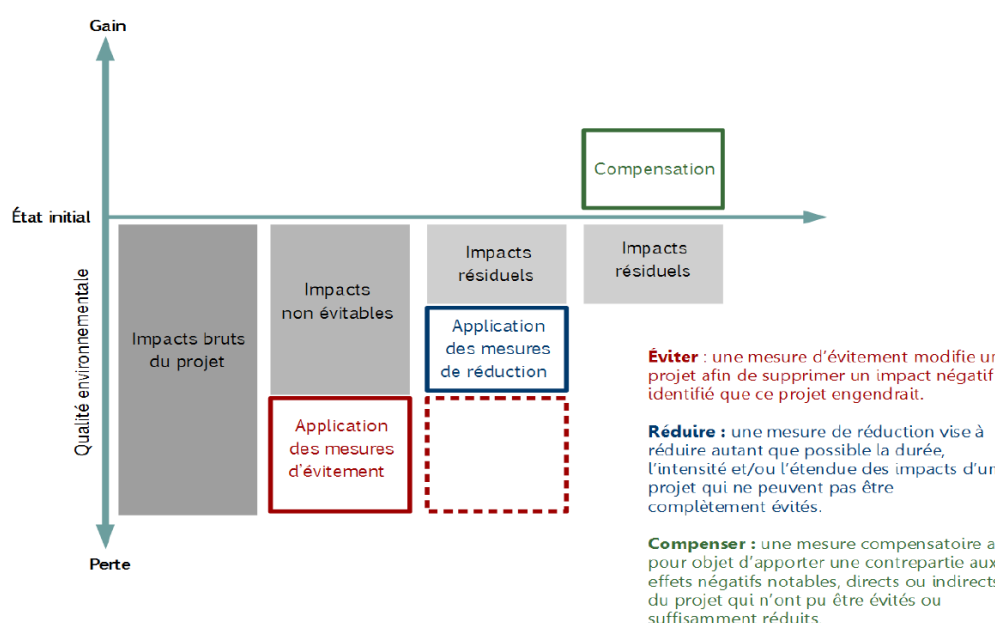 Gain
Compensation
État initial
Impacts bruts
du projet
Impacts
non évitables
Impacts
résiduels
Impacts
résiduels
Application
des mesures
de réduction
Application
des mesures
d'évitement
Qualité environnementale
Perte
Éviter : une mesure d'évitement modifie un
projet afin de supprimer un impact négatif
identifié que ce projet engendrait.
Réduire : une mesure de réduction vise à
réduire autant que possible la durée,
l'intensité et/ou l'étendue des impacts d'un
projet qui ne peuvent pas être
complètement évités.
Compenser : une mesure compensatoire a
pour objet d'apporter une contrepartie aux
effets négatifs notables, directs ou indirects
du projet qui n'ont pu être évités ou
suffisamment réduits.